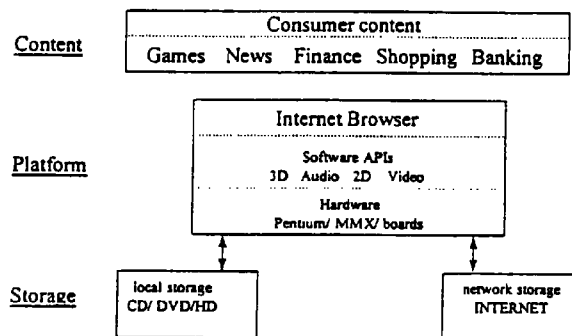 Consumer content
Content
Games News Finance Shopping Banking
Internet Browser
Platform
Software APIs
3D Audio 2D Video
Hardware
Pentium/ MMX/ boards
Storage
local storage
CD/ DVD/HD
network storage
INTERNET